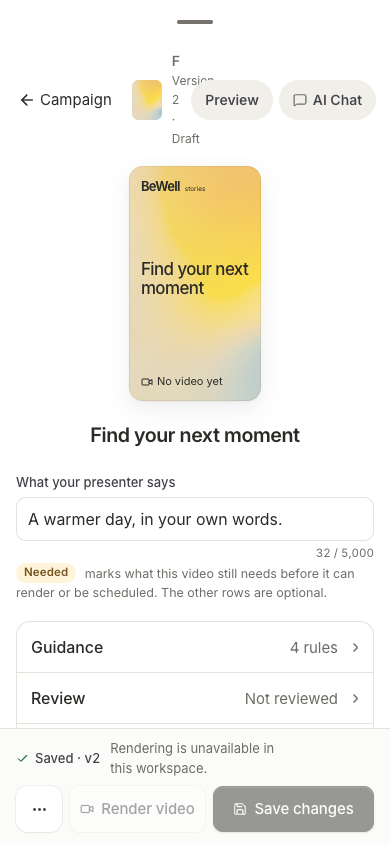 F
Version
2
·
Draft
Campaign
Preview
AI Chat
BeWell stories
Find your next
moment
No video yet
Find your next moment
What your presenter says
A warmer day, in your own words.
32 / 5,000
Needed marks what this video still needs before it can
render or be scheduled. The other rows are optional.
Guidance 4 rules
Review Not reviewed
Saved · v2
Rendering is unavailable in
this workspace.
Render video
Save changes